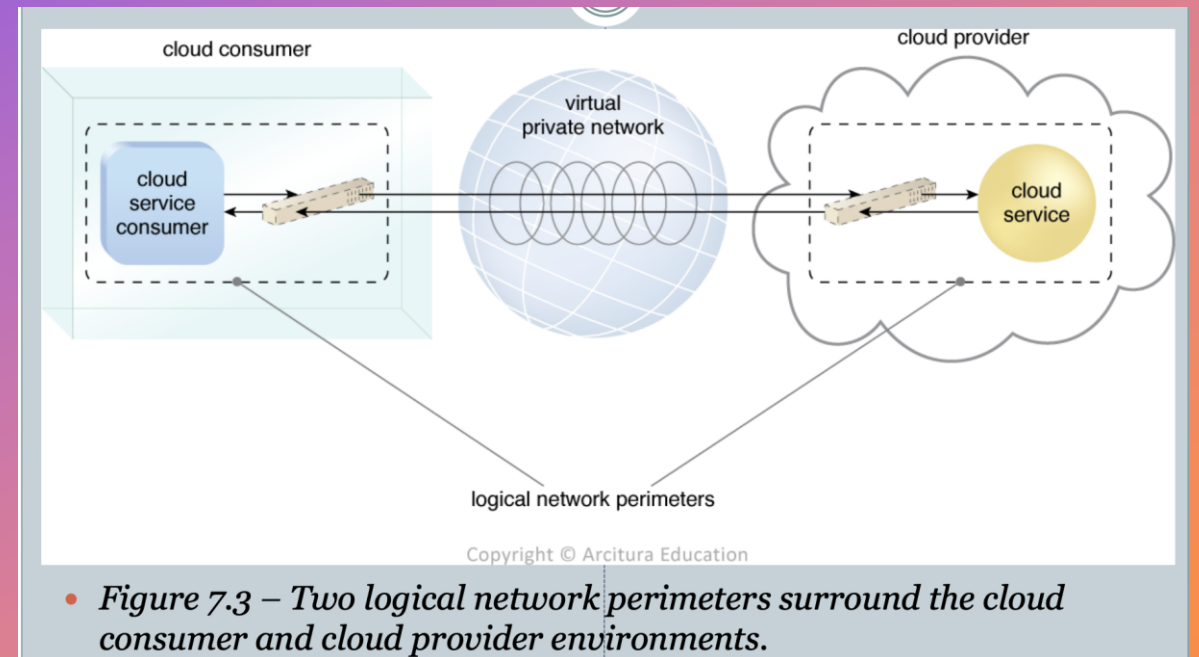 cloud consumer
cloud provider
virtual
private network
cloud
service
consumer
cloud
service
logical network perimeters
Copyright © Arcitura Education
• Figure 7.3 – Two logical network perimeters surround the cloud
consumer and cloud provider environments.